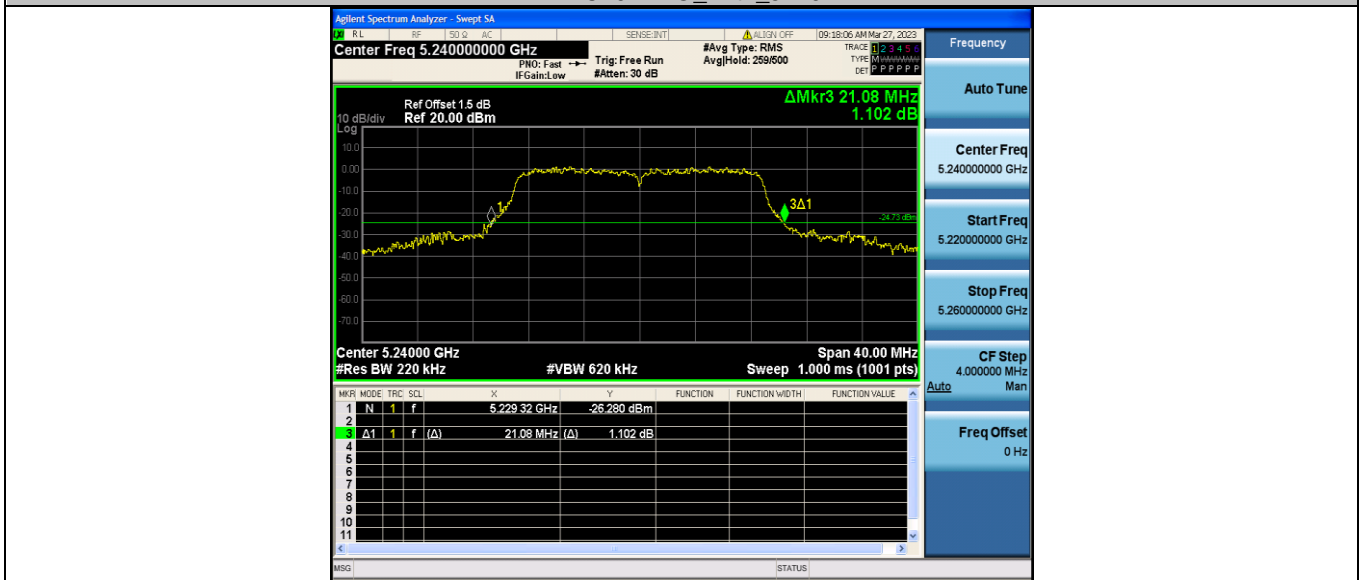 Agilent Spectrum Analyzer - Swept SA
RL RF 50 Ω AC SENSE:INT ALIGN OFF 09:18:06 AM Mar 27, 2023
Center Freq 5.240000000 GHz
PNO: Fast
IFGain:Low
Trig: Free Run
#Atten: 30 dB
#Avg Type: RMS
Avg|Hold: 259/500
TRACE 1 2 3 4 5 6
TYPE M
DET P P P P P P
Frequency
Auto Tune
Center Freq
5.240000000 GHz
Start Freq
5.220000000 GHz
Stop Freq
5.260000000 GHz
CF Step
4.000000 MHz
Auto Man
Freq Offset
0 Hz
ΔMkr3 21.08 MHz
1.102 dB
Ref Offset 1.5 dB
10 dB/div Ref 20.00 dBm
Log
10.0
0.00
-10.0
-20.0
-30.0
-40.0
-50.0
-60.0
-70.0
1
3Δ1
-24.73 dBm
Center 5.24000 GHz Span 40.00 MHz
#Res BW 220 kHz #VBW 620 kHz Sweep 1.000 ms (1001 pts)
MKR MODE TRC SCL X Y FUNCTION FUNCTION WIDTH FUNCTION VALUE
1 N 1 f 5.229 32 GHz -26.280 dBm
2
3 Δ1 1 f (Δ) 21.08 MHz (Δ) 1.102 dB
4
5
6
7
8
9
10
11
MSG STATUS